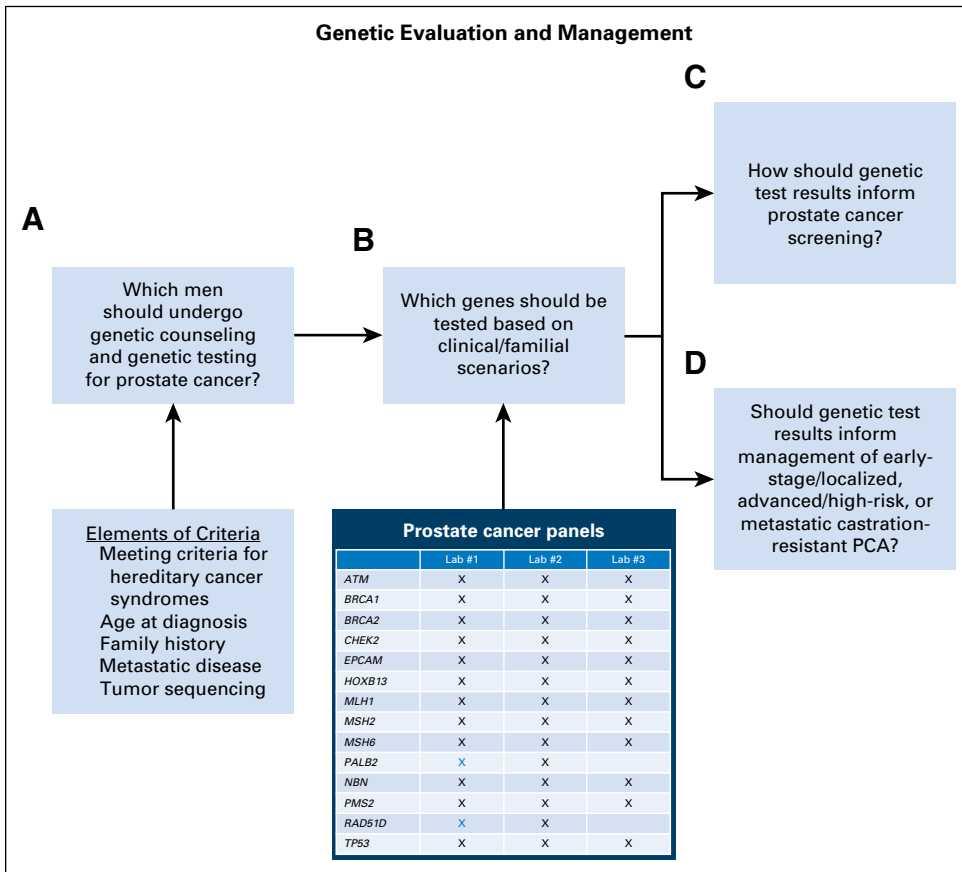 Genetic Evaluation and Management
A
Which men
should undergo
genetic counseling
and genetic testing
for prostate cancer?
Elements of Criteria
Meeting criteria for
hereditary cancer
syndromes
Age at diagnosis
Family history
Metastatic disease
Tumor sequencing
B
Which genes should be
tested based on
clinical/familial
scenarios?
Prostate cancer panels
Lab #1 Lab #2 Lab #3
ATM X X X
BRCA1 X X X
BRCA2 X X X
CHEK2 X X X
EPCAM X X X
HOXB13 X X X
MLH1 X X X
MSH2 X X X
MSH6 X X X
PALB2 X X
NBN X X X
PMS2 X X X
RAD51D X X
TP53 X X X
C
How should genetic
test results inform
prostate cancer
screening?
D
Should genetic test
results inform
management of early-
stage/localized,
advanced/high-risk, or
metastatic castration-
resistant PCA?